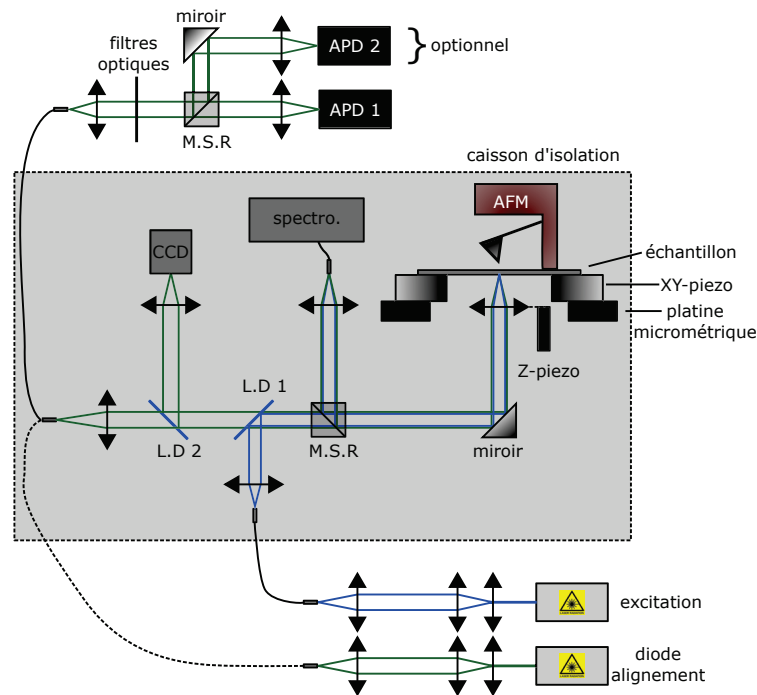 miroir
filtres
optiques
APD 2
optionnel
APD 1
M.S.R
caisson d'isolation
AFM
spectro.
CCD
échantillon
XY-piezo
platine
micrométrique
Z-piezo
L.D 1
L.D 2
M.S.R
miroir
excitation
diode
alignement